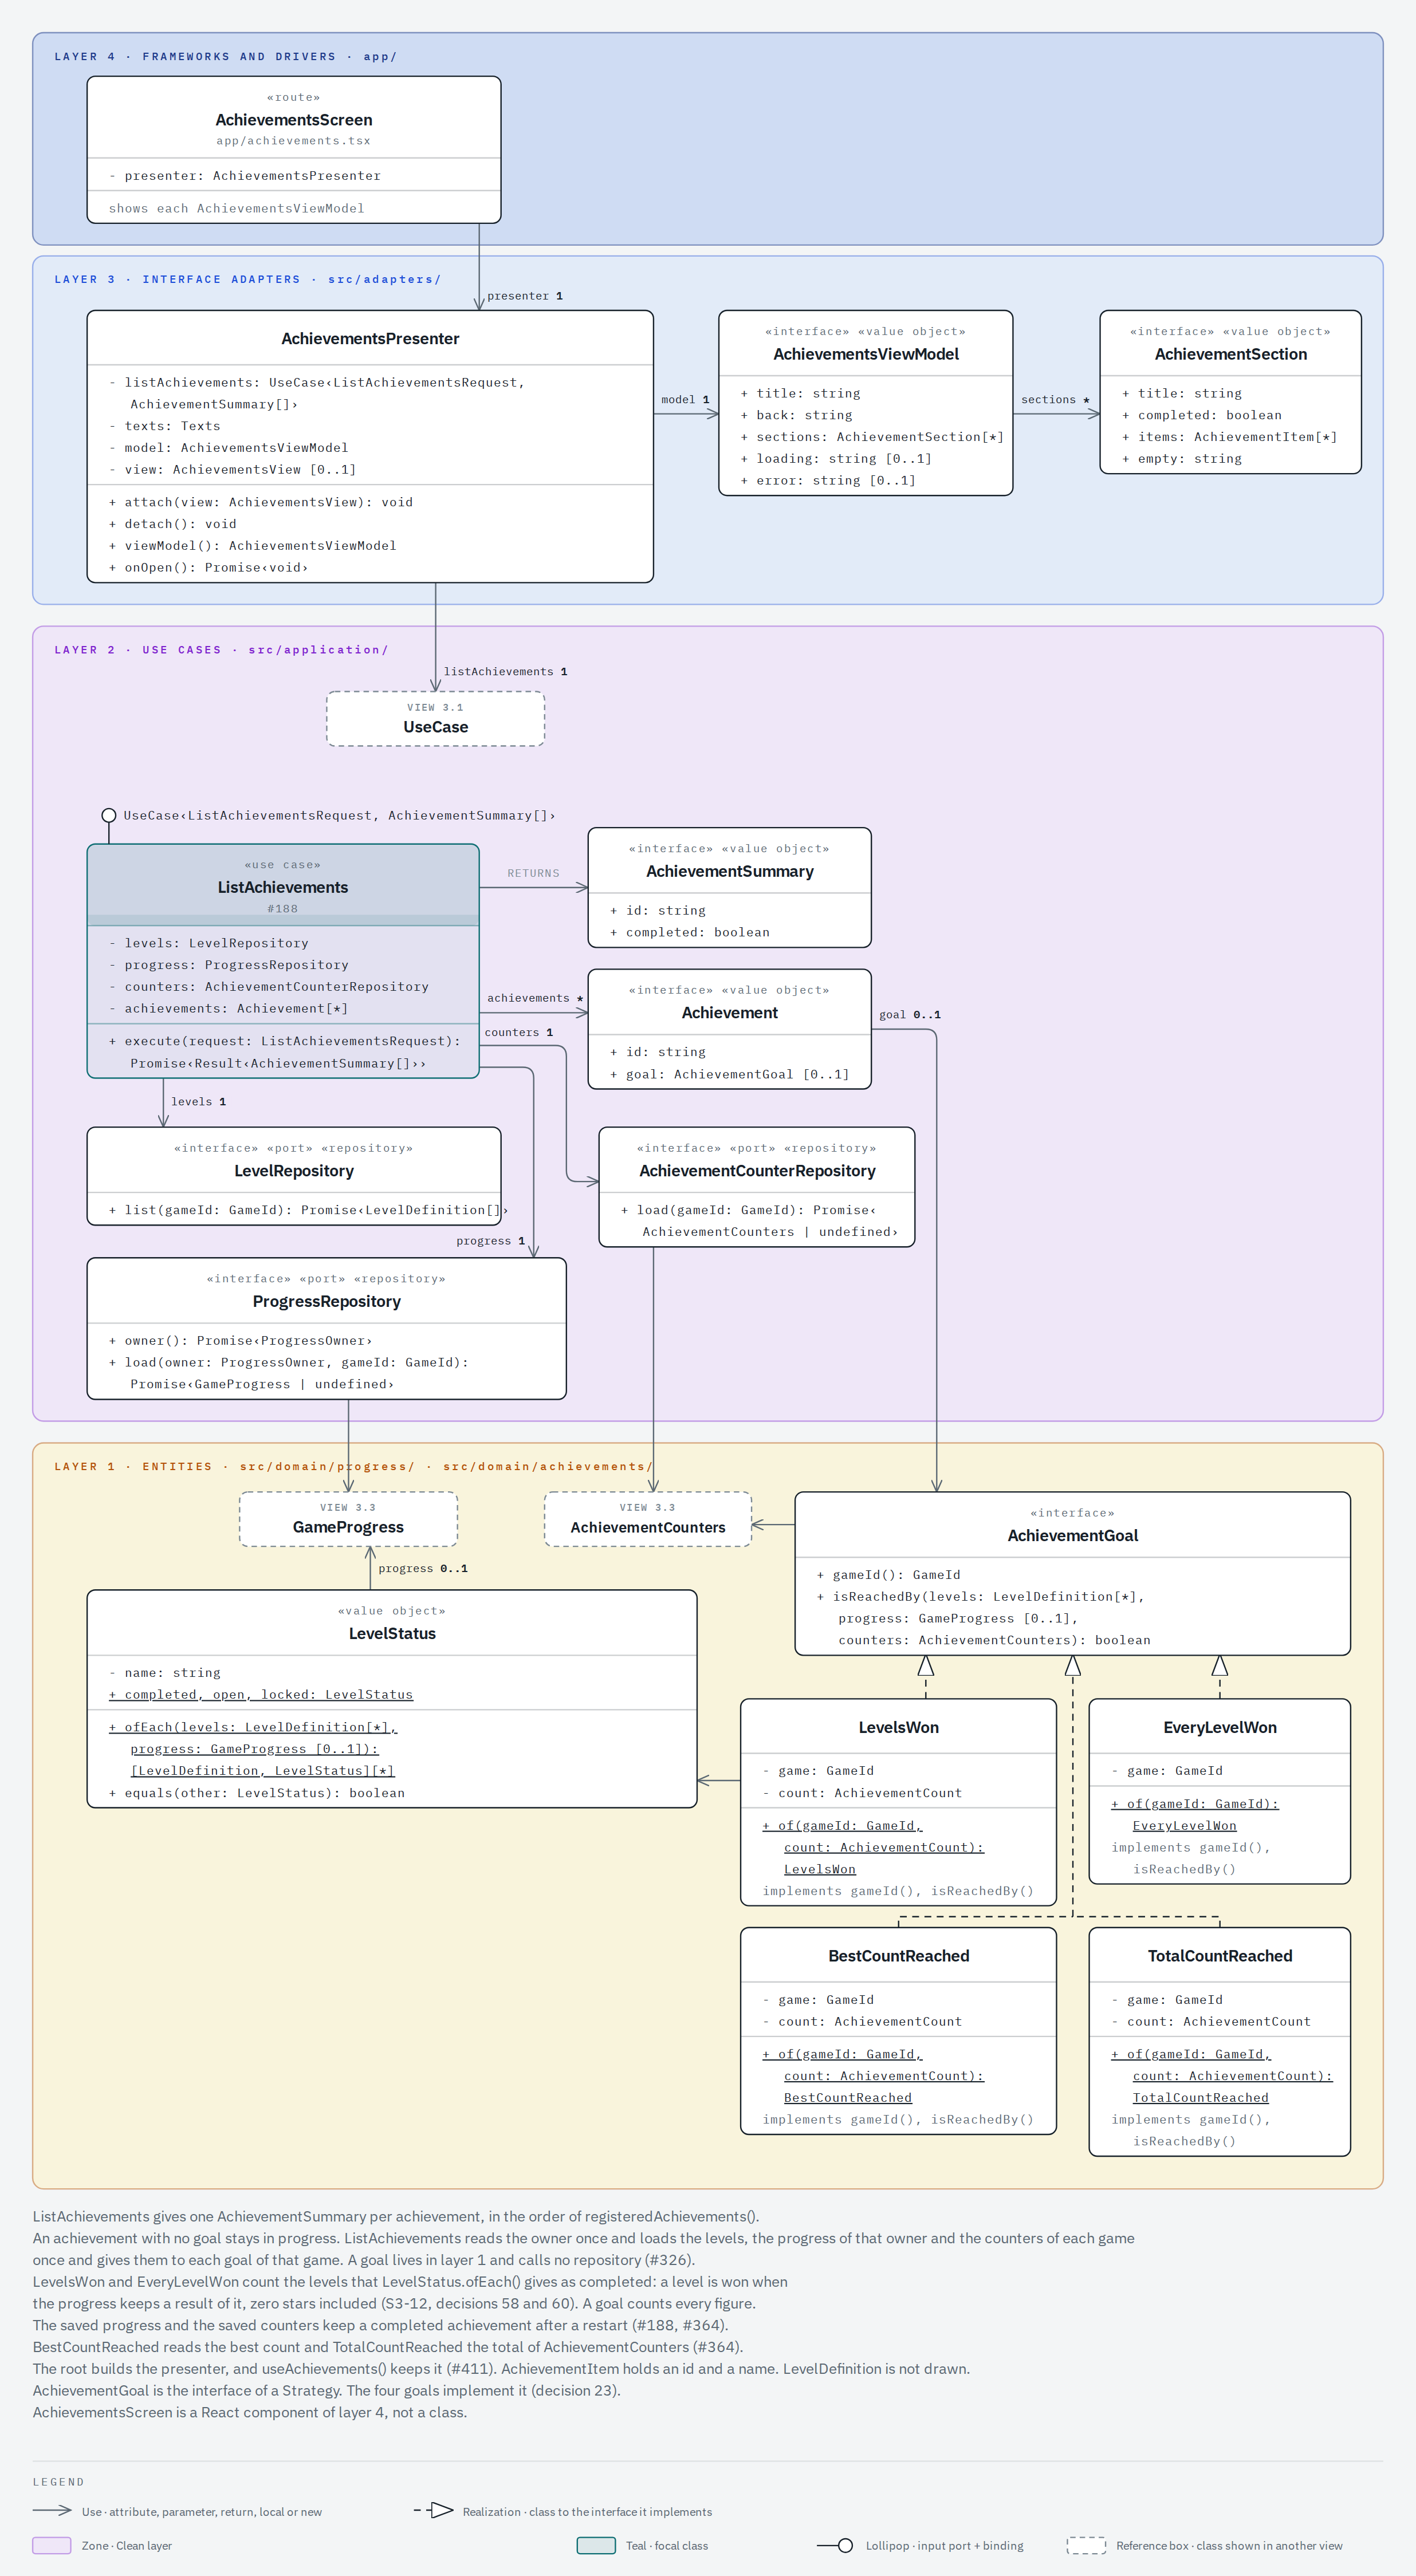 LAYER 4 · FRAMEWORKS AND DRIVERS · app/
«route»
AchievementsScreen
app/achievements.tsx
- presenter: AchievementsPresenter
shows each AchievementsViewModel
LAYER 3 · INTERFACE ADAPTERS · src/adapters/
presenter 1
AchievementsPresenter
- listAchievements: UseCase‹ListAchievementsRequest,
AchievementSummary[]›
- texts: Texts
- model: AchievementsViewModel
- view: AchievementsView [0..1]
+ attach(view: AchievementsView): void
+ detach(): void
+ viewModel(): AchievementsViewModel
+ onOpen(): Promise‹void›
model 1
«interface» «value object»
AchievementsViewModel
+ title: string
+ back: string
+ sections: AchievementSection[*]
+ loading: string [0..1]
+ error: string [0..1]
sections *
«interface» «value object»
AchievementSection
+ title: string
+ completed: boolean
+ items: AchievementItem[*]
+ empty: string
LAYER 2 · USE CASES · src/application/
listAchievements 1
VIEW 3.1
UseCase
UseCase‹ListAchievementsRequest, AchievementSummary[]›
«use case»
ListAchievements
#188
- levels: LevelRepository
- progress: ProgressRepository
- counters: AchievementCounterRepository
- achievements: Achievement[*]
+ execute(request: ListAchievementsRequest):
Promise‹Result‹AchievementSummary[]››
RETURNS
«interface» «value object»
AchievementSummary
+ id: string
+ completed: boolean
achievements *
«interface» «value object»
Achievement
+ id: string
+ goal: AchievementGoal [0..1]
goal 0..1
counters 1
levels 1
«interface» «port» «repository»
LevelRepository
+ list(gameId: GameId): Promise‹LevelDefinition[]›
«interface» «port» «repository»
AchievementCounterRepository
+ load(gameId: GameId): Promise‹
AchievementCounters | undefined›
progress 1
«interface» «port» «repository»
ProgressRepository
+ owner(): Promise‹ProgressOwner›
+ load(owner: ProgressOwner, gameId: GameId):
Promise‹GameProgress | undefined›
LAYER 1 · ENTITIES · src/domain/progress/ · src/domain/achievements/
VIEW 3.3
GameProgress
VIEW 3.3
AchievementCounters
«interface»
AchievementGoal
+ gameId(): GameId
+ isReachedBy(levels: LevelDefinition[*],
progress: GameProgress [0..1],
counters: AchievementCounters): boolean
progress 0..1
«value object»
LevelStatus
- name: string
+ completed, open, locked: LevelStatus
+ ofEach(levels: LevelDefinition[*],
progress: GameProgress [0..1]):
[LevelDefinition, LevelStatus][*]
+ equals(other: LevelStatus): boolean
LevelsWon
- game: GameId
- count: AchievementCount
+ of(gameId: GameId,
count: AchievementCount):
LevelsWon
implements gameId(), isReachedBy()
EveryLevelWon
- game: GameId
+ of(gameId: GameId):
EveryLevelWon
implements gameId(),
isReachedBy()
BestCountReached
- game: GameId
- count: AchievementCount
+ of(gameId: GameId,
count: AchievementCount):
BestCountReached
implements gameId(), isReachedBy()
TotalCountReached
- game: GameId
- count: AchievementCount
+ of(gameId: GameId,
count: AchievementCount):
TotalCountReached
implements gameId(),
isReachedBy()
ListAchievements gives one AchievementSummary per achievement, in the order of registeredAchievements().
An achievement with no goal stays in progress. ListAchievements reads the owner once and loads the levels, the progress of that owner and the counters of each game
once and gives them to each goal of that game. A goal lives in layer 1 and calls no repository (#326).
LevelsWon and EveryLevelWon count the levels that LevelStatus.ofEach() gives as completed: a level is won when
the progress keeps a result of it, zero stars included (S3-12, decisions 58 and 60). A goal counts every figure.
The saved progress and the saved counters keep a completed achievement after a restart (#188, #364).
BestCountReached reads the best count and TotalCountReached the total of AchievementCounters (#364).
The root builds the presenter, and useAchievements() keeps it (#411). AchievementItem holds an id and a name. LevelDefinition is not drawn.
AchievementGoal is the interface of a Strategy. The four goals implement it (decision 23).
AchievementsScreen is a React component of layer 4, not a class.
LEGEND
Use · attribute, parameter, return, local or new
Realization · class to the interface it implements
Zone · Clean layer
Teal · focal class
Lollipop · input port + binding
Reference box · class shown in another view